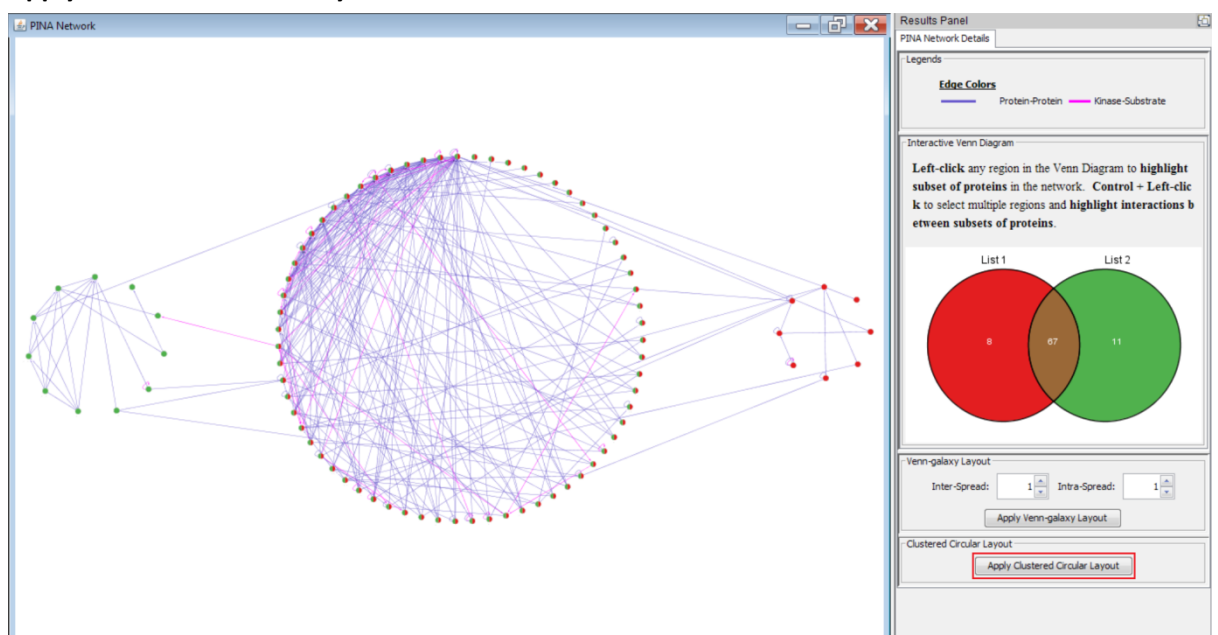 PINA Network
Results Panel
PINA Network Details
Legends
Edge Colors
Protein-Protein
Kinase-Substrate
Interactive Venn Diagram
Left-click any region in the Venn Diagram to highlight
subset of proteins in the network. Control + Left-clic
k to select multiple regions and highlight interactions b
etween subsets of proteins.
List 1 List 2
8 67 11
Venn-galaxy Layout
Inter-Spread: 1 Intra-Spread: 1
Apply Venn-galaxy Layout
Clustered Circular Layout
Apply Clustered Circular Layout